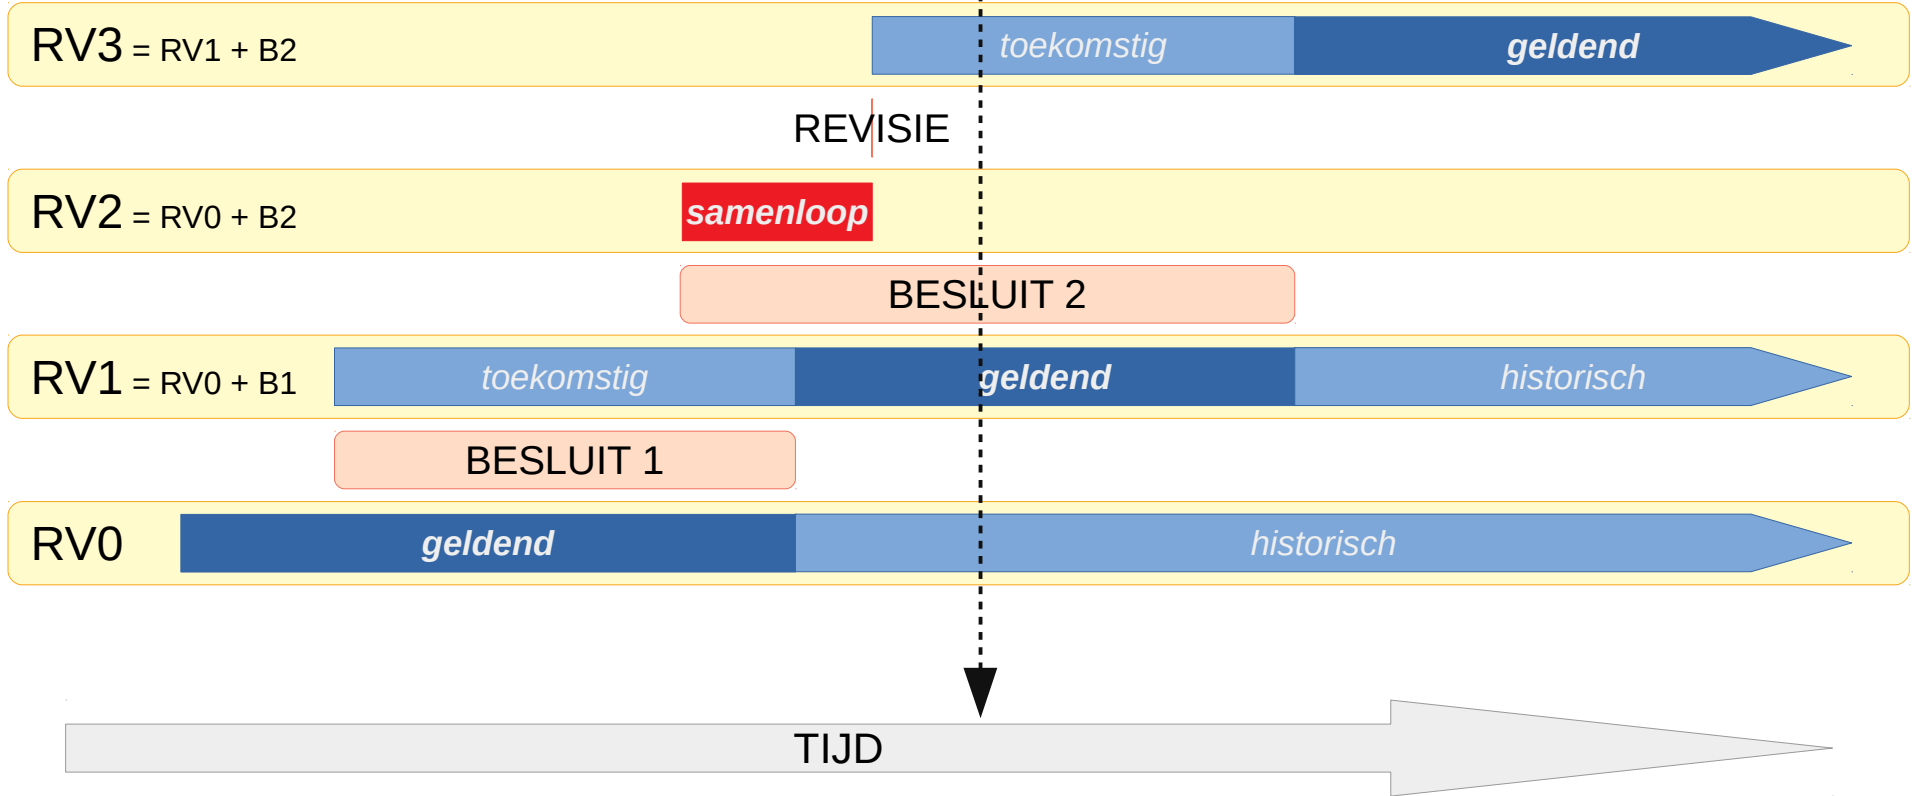 RV3 = RV1 + B2
toekomstig
geldend
REVISIE
RV2 = RV0 + B2
samenloop
BESLUIT 2
RV1 = RV0 + B1
toekomstig
geldend
historisch
BESLUIT 1
RV0
geldend
historisch
TIJD